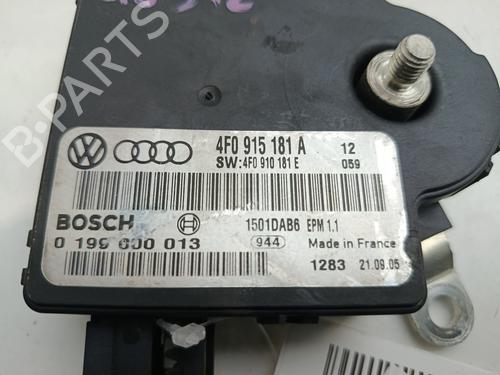 B-PARTS
4F0 915 181 A 12
SW: 4F0 910 181 E 059
BOSCH 1501DAB6 EPM 1.1
0 199 600 013 944 Made in France
1283 21.09.05